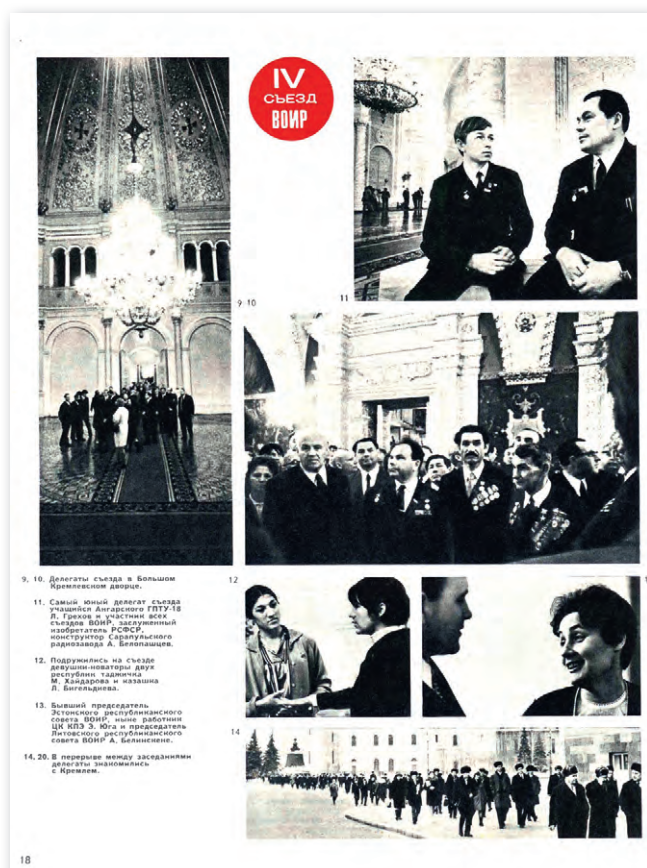 IV
СЪЕЗД
ВОИР
9 10
11
9, 10. Делегаты съезда в Большом
Кремлевском дворце.
11. Самый юный делегат съезда
учащийся Ангарского ГПТУ-18
Л. Грехов и участник всех
съездов ВОИР, заслуженный
изобретатель РСФСР,
конструктор Сарапульского
радиозавода А. Белопашцев.
12. Подружились на съезде
девушки-новаторы двух
республик таджичка
М. Хайдарова и казашка
Л. Бигельдиева.
13. Бывший председатель
Эстонского республиканского
совета ВОИР, ныне работник
ЦК КПЭ Э. Юга и председатель
Литовского республиканского
совета ВОИР А. Белинскене.
14, 20. В перерыве между заседаниями
делегаты знакомились
с Кремлем.
12
14
18